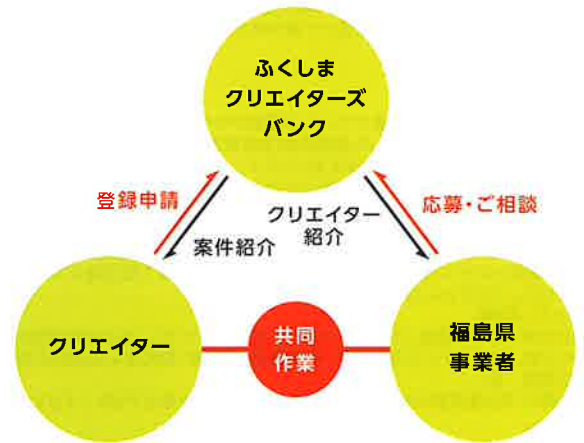 ふくしま
クリエイターズ
バンク
登録申請
案件紹介
クリエイター
紹介
応募・ご相談
クリエイター
共同
作業
福島県
事業者